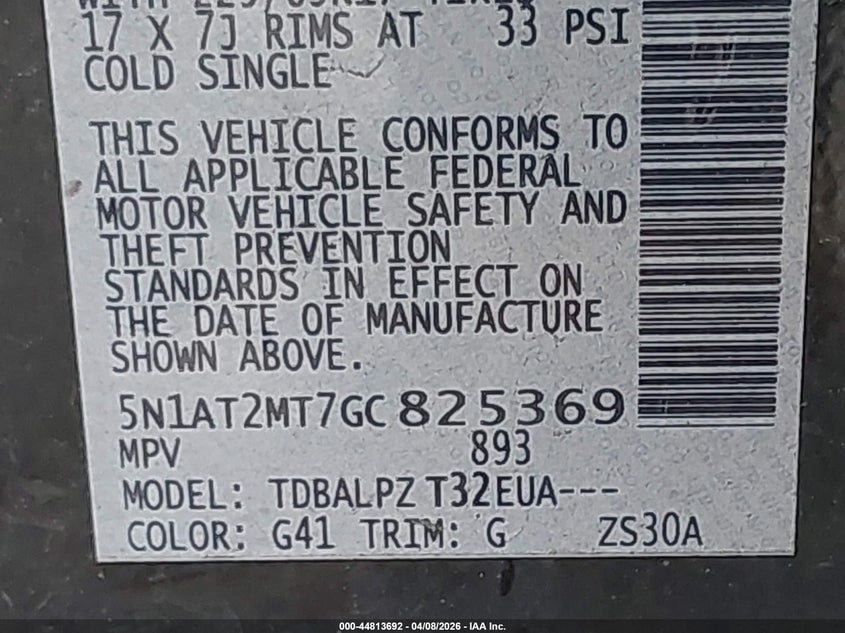 17 X 7J RIMS AT 33 PSI
COLD SINGLE
THIS VEHICLE CONFORMS TO
ALL APPLICABLE FEDERAL
MOTOR VEHICLE SAFETY AND
THEFT PREVENTION
STANDARDS IN EFFECT ON
THE DATE OF MANUFACTURE
SHOWN ABOVE.
5N1AT2MT7GC825369
MPV 893
MODEL: TDBALPZ T32EUA---
COLOR: G41 TRIM: G ZS30A
000-44813692 - 04/08/2026 - IAA Inc.